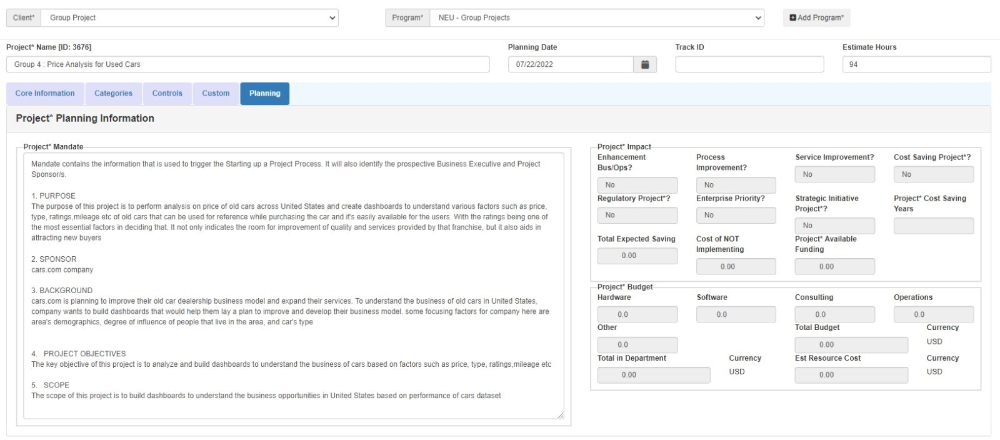 Client* Group Project Program* NEU - Group Projects Add Program*
Project* Name [ID: 3676] Planning Date Track ID Estimate Hours
Group 4 : Price Analysis for Used Cars 07/22/2022 94
Core Information Categories Controls Custom Planning
Project* Planning Information
Project* Mandate
Mandate contains the information that is used to trigger the Starting up a Project Process. It will also identify the prospective Business Executive and Project
Sponsor/s.
1. PURPOSE
The purpose of this project is to perform analysis on price of old cars across United States and create dashboards to understand various factors such as price,
type, ratings,mileage etc of old cars that can be used for reference while purchasing the car and it's easily available for the users. With the ratings being one of
the most essential factors in deciding that. It not only indicates the room for improvement of quality and services provided by that franchise, but it also aids in
attracting new buyers
2. SPONSOR
cars.com company
3. BACKGROUND
cars.com is planning to improve their old car dealership business model and expand their services. To understand the business of old cars in United States,
company wants to build dashboards that would help them lay a plan to improve and develop their business model. some focusing factors for company here are
area's demographics, degree of influence of people that live in the area, and car's type
4. PROJECT OBJECTIVES
The key objective of this project is to analyze and build dashboards to understand the business of cars based on factors such as price, type, ratings,mileage etc
5. SCOPE
The scope of this project is to build dashboards to understand the business opportunities in United States based on performance of cars dataset
Project* Impact
Enhancement Process Service Improvement? Cost Saving Project*?
Bus/Ops? Improvement?
No No
No No
Regulatory Project*? Enterprise Priority? Strategic Initiative Project* Cost Saving
Project*? Years
No No
No
Total Expected Saving Cost of NOT Project* Available
Implementing Funding
0.00
0.00 0.00
Project* Budget
Hardware Software Consulting Operations
0.0 0.0 0.0 0.0
Other Total Budget Currency
0.0 0.00 USD
Total in Department Currency Est Resource Cost Currency
0.00 USD 0.00 USD